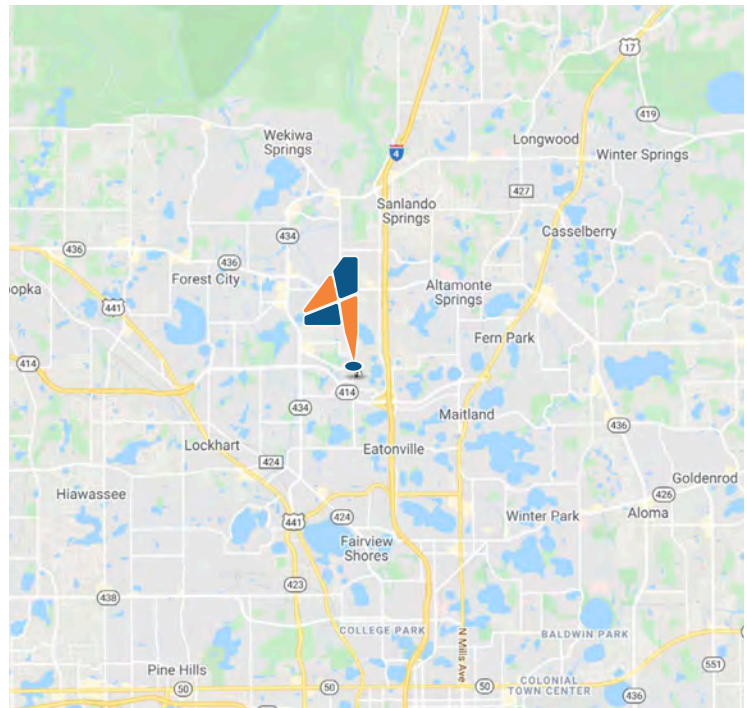 17
419
Wekiwa
Springs
Longwood
4
Winter Springs
427
Sanlando
Springs
434
Casselberry
436
436
Forest City
opka
441
Altamonte
Springs
Fern Park
414
414
434
Maitland
436
Lockhart
Eatonville
424
Goldenrod
Hiawassee
426
441
424
Winter Park
Aloma
Fairview
Shores
423
438
COLLEGE PARK
N Mills Ave
BALDWIN PARK
Pine Hills
551
50
50
50
COLONIAL
TOWN CENTER
436